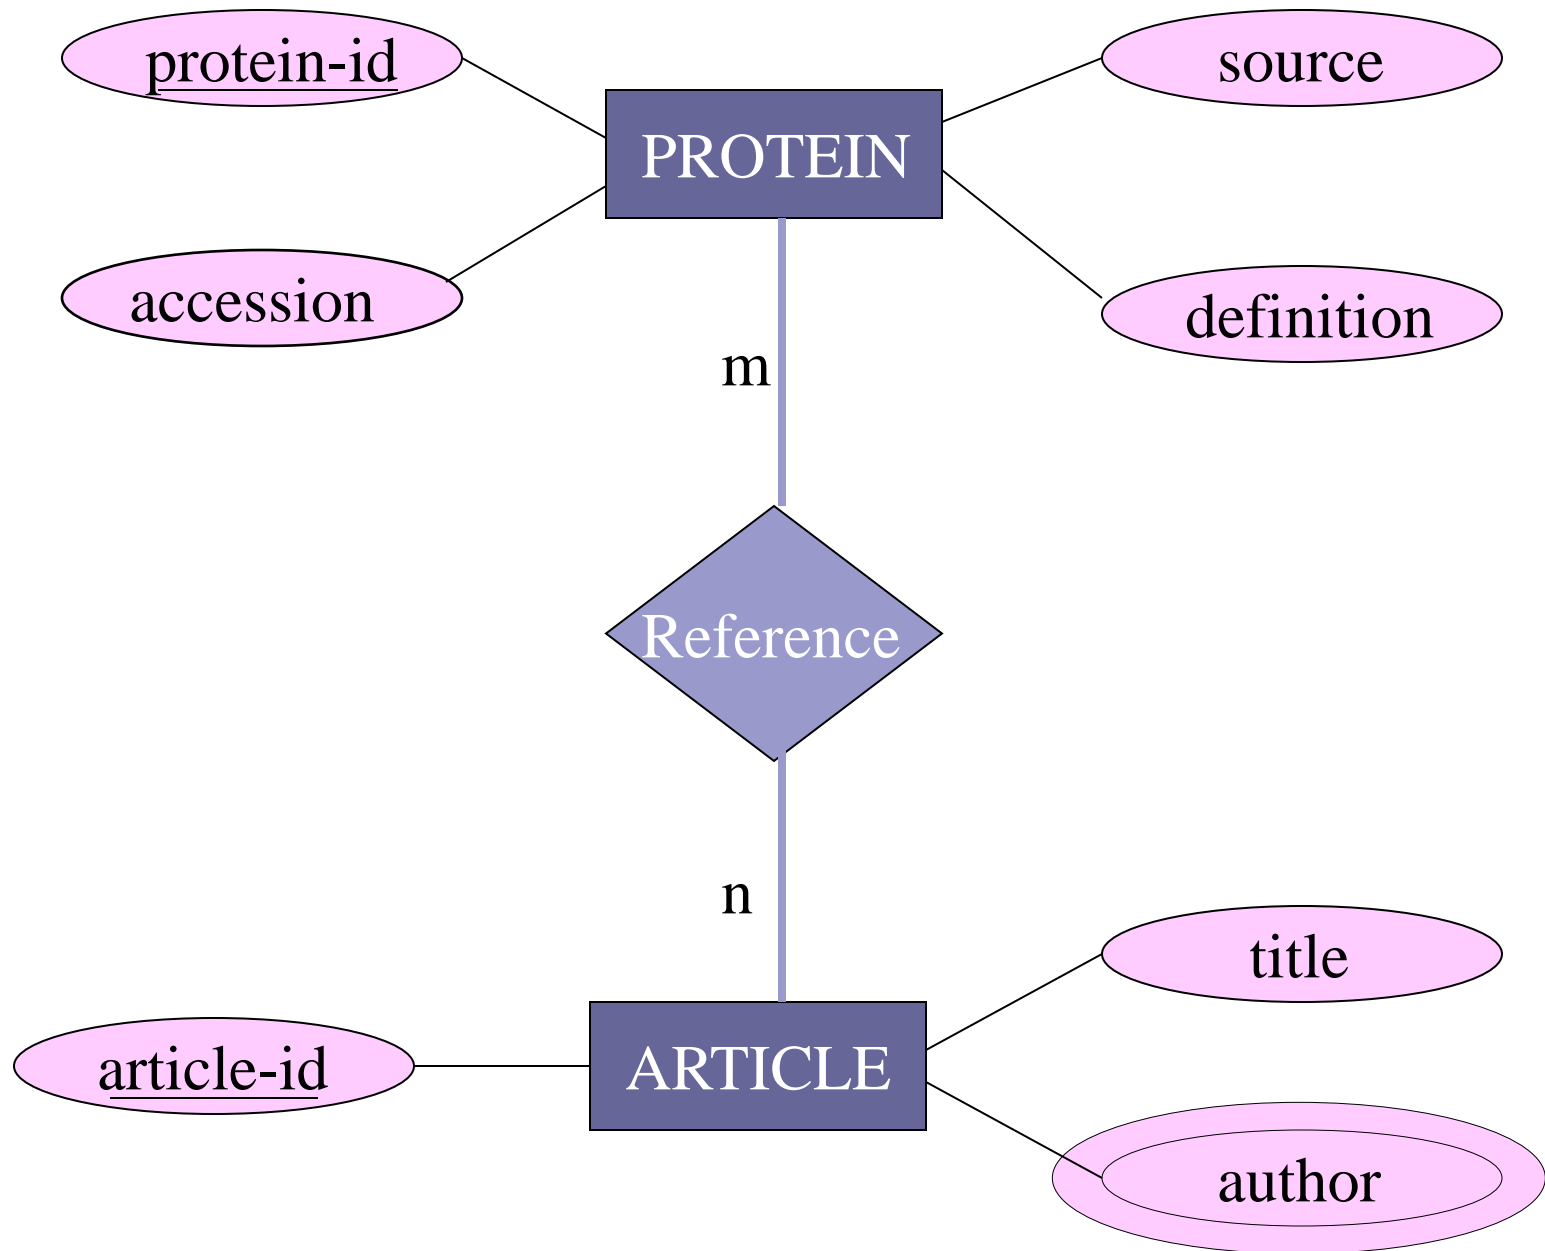 protein-id
source
PROTEIN
accession
definition
m
Reference
n
title
article-id
ARTICLE
author